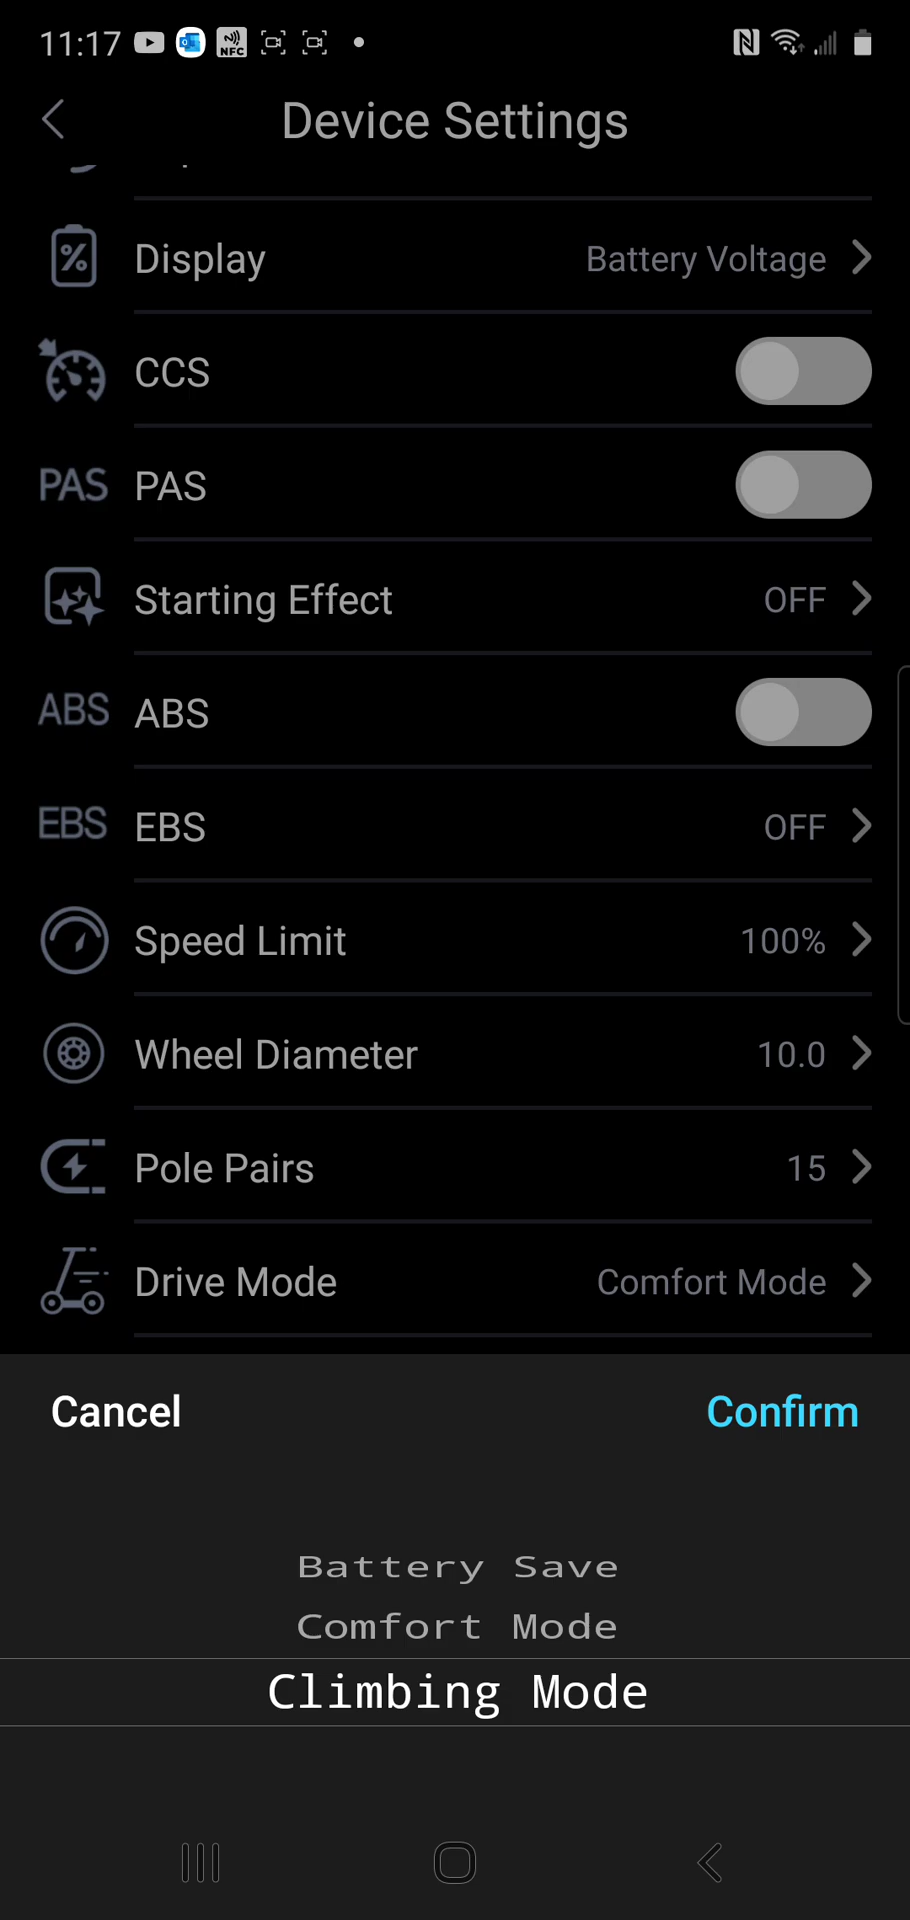 11:17
NFC
Device Settings
Display Battery Voltage
CCS
PAS PAS
Starting Effect OFF
ABS ABS
EBS EBS OFF
Speed Limit 100%
Wheel Diameter 10.0
Pole Pairs 15
Drive Mode Comfort Mode
Cancel Confirm
Battery Save
Comfort Mode
Climbing Mode